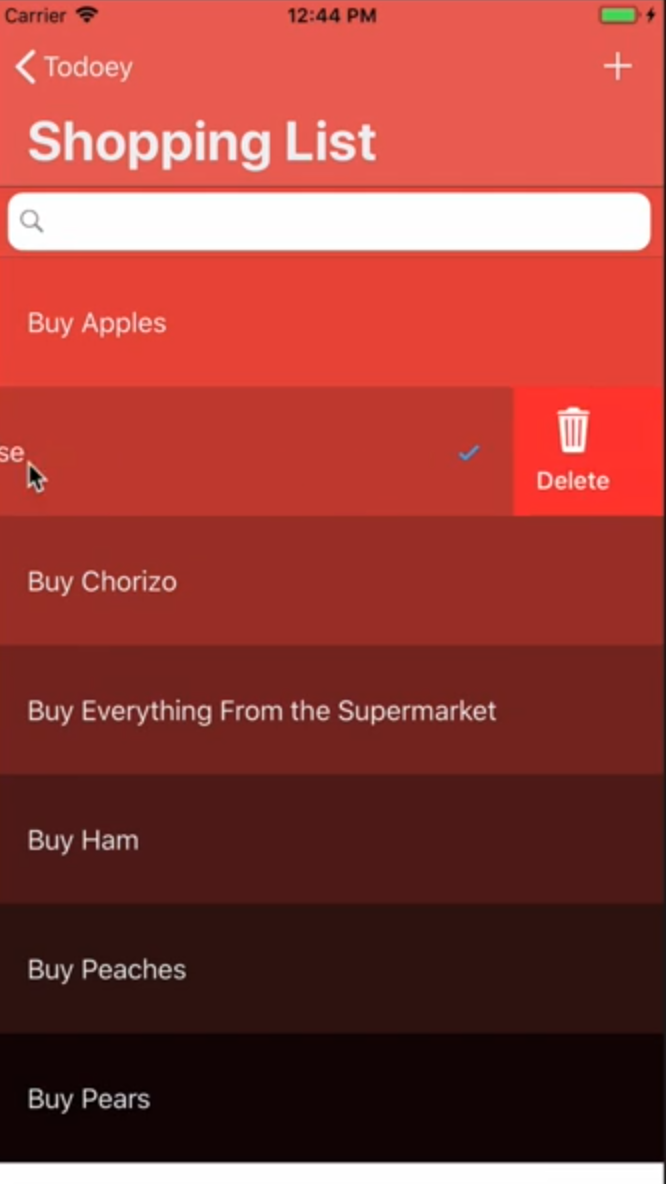 Carrier 12:44 PM
Todoey +
Shopping List
Buy Apples
se
Delete
Buy Chorizo
Buy Everything From the Supermarket
Buy Ham
Buy Peaches
Buy Pears